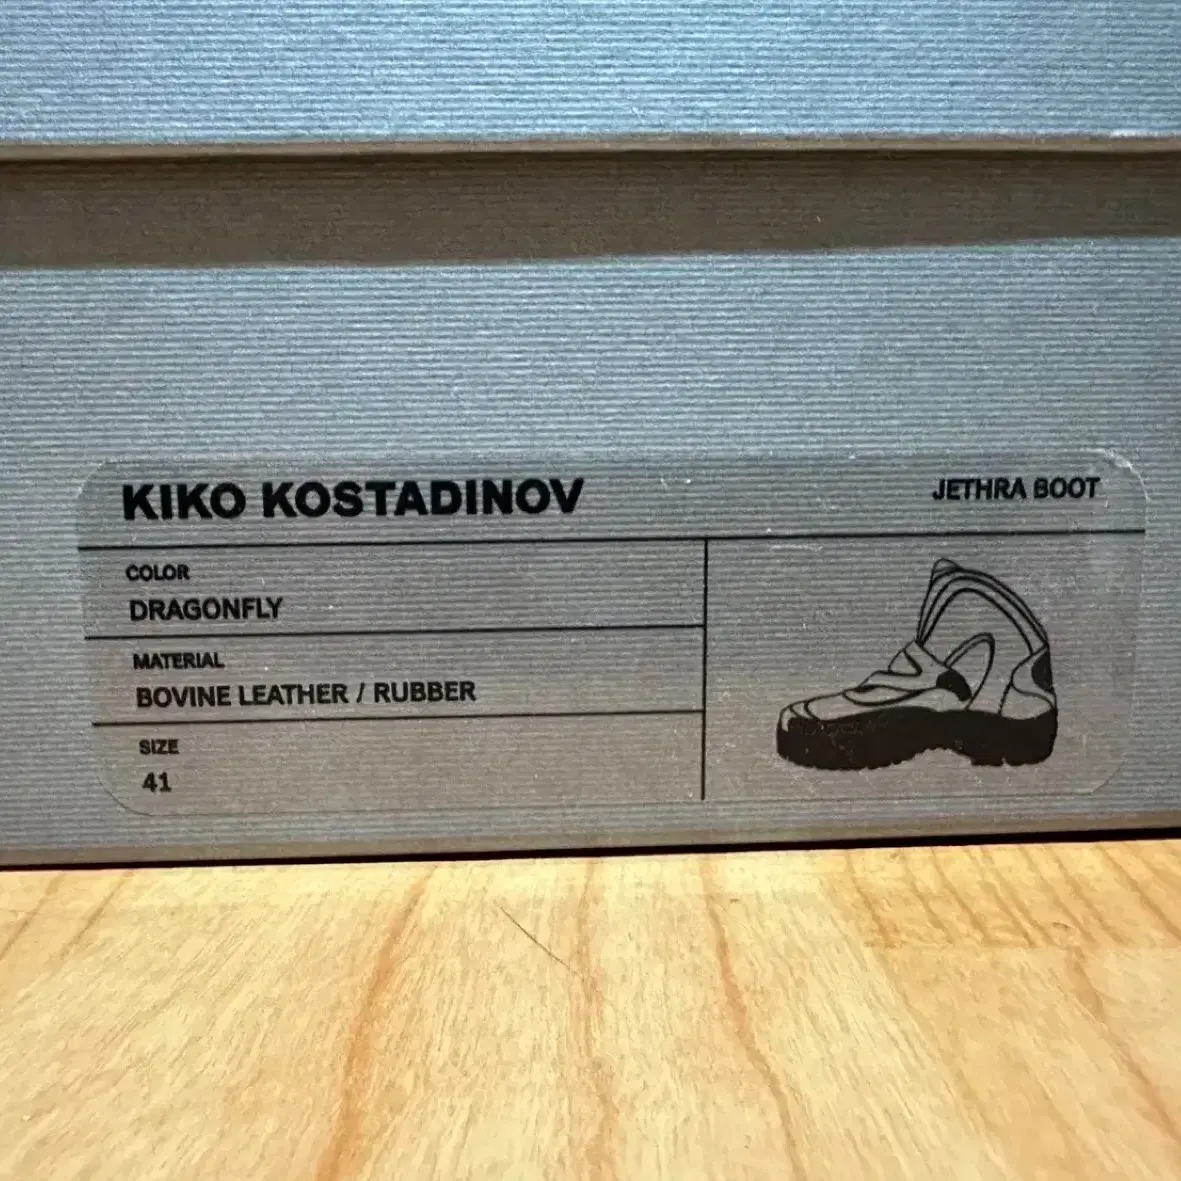 KIKO KOSTADINOV
JETHRA BOOT
COLOR
DRAGONFLY
MATERIAL
BOVINE LEATHER / RUBBER
SIZE
41